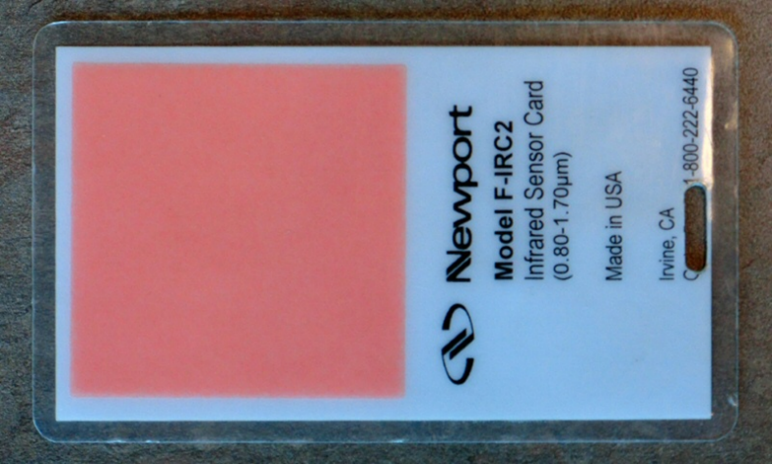 Newport
Model F-IRC2
Infrared Sensor Card
(0.80-1.70µm)
Made in USA
Irvine, CA
1-800-222-6440